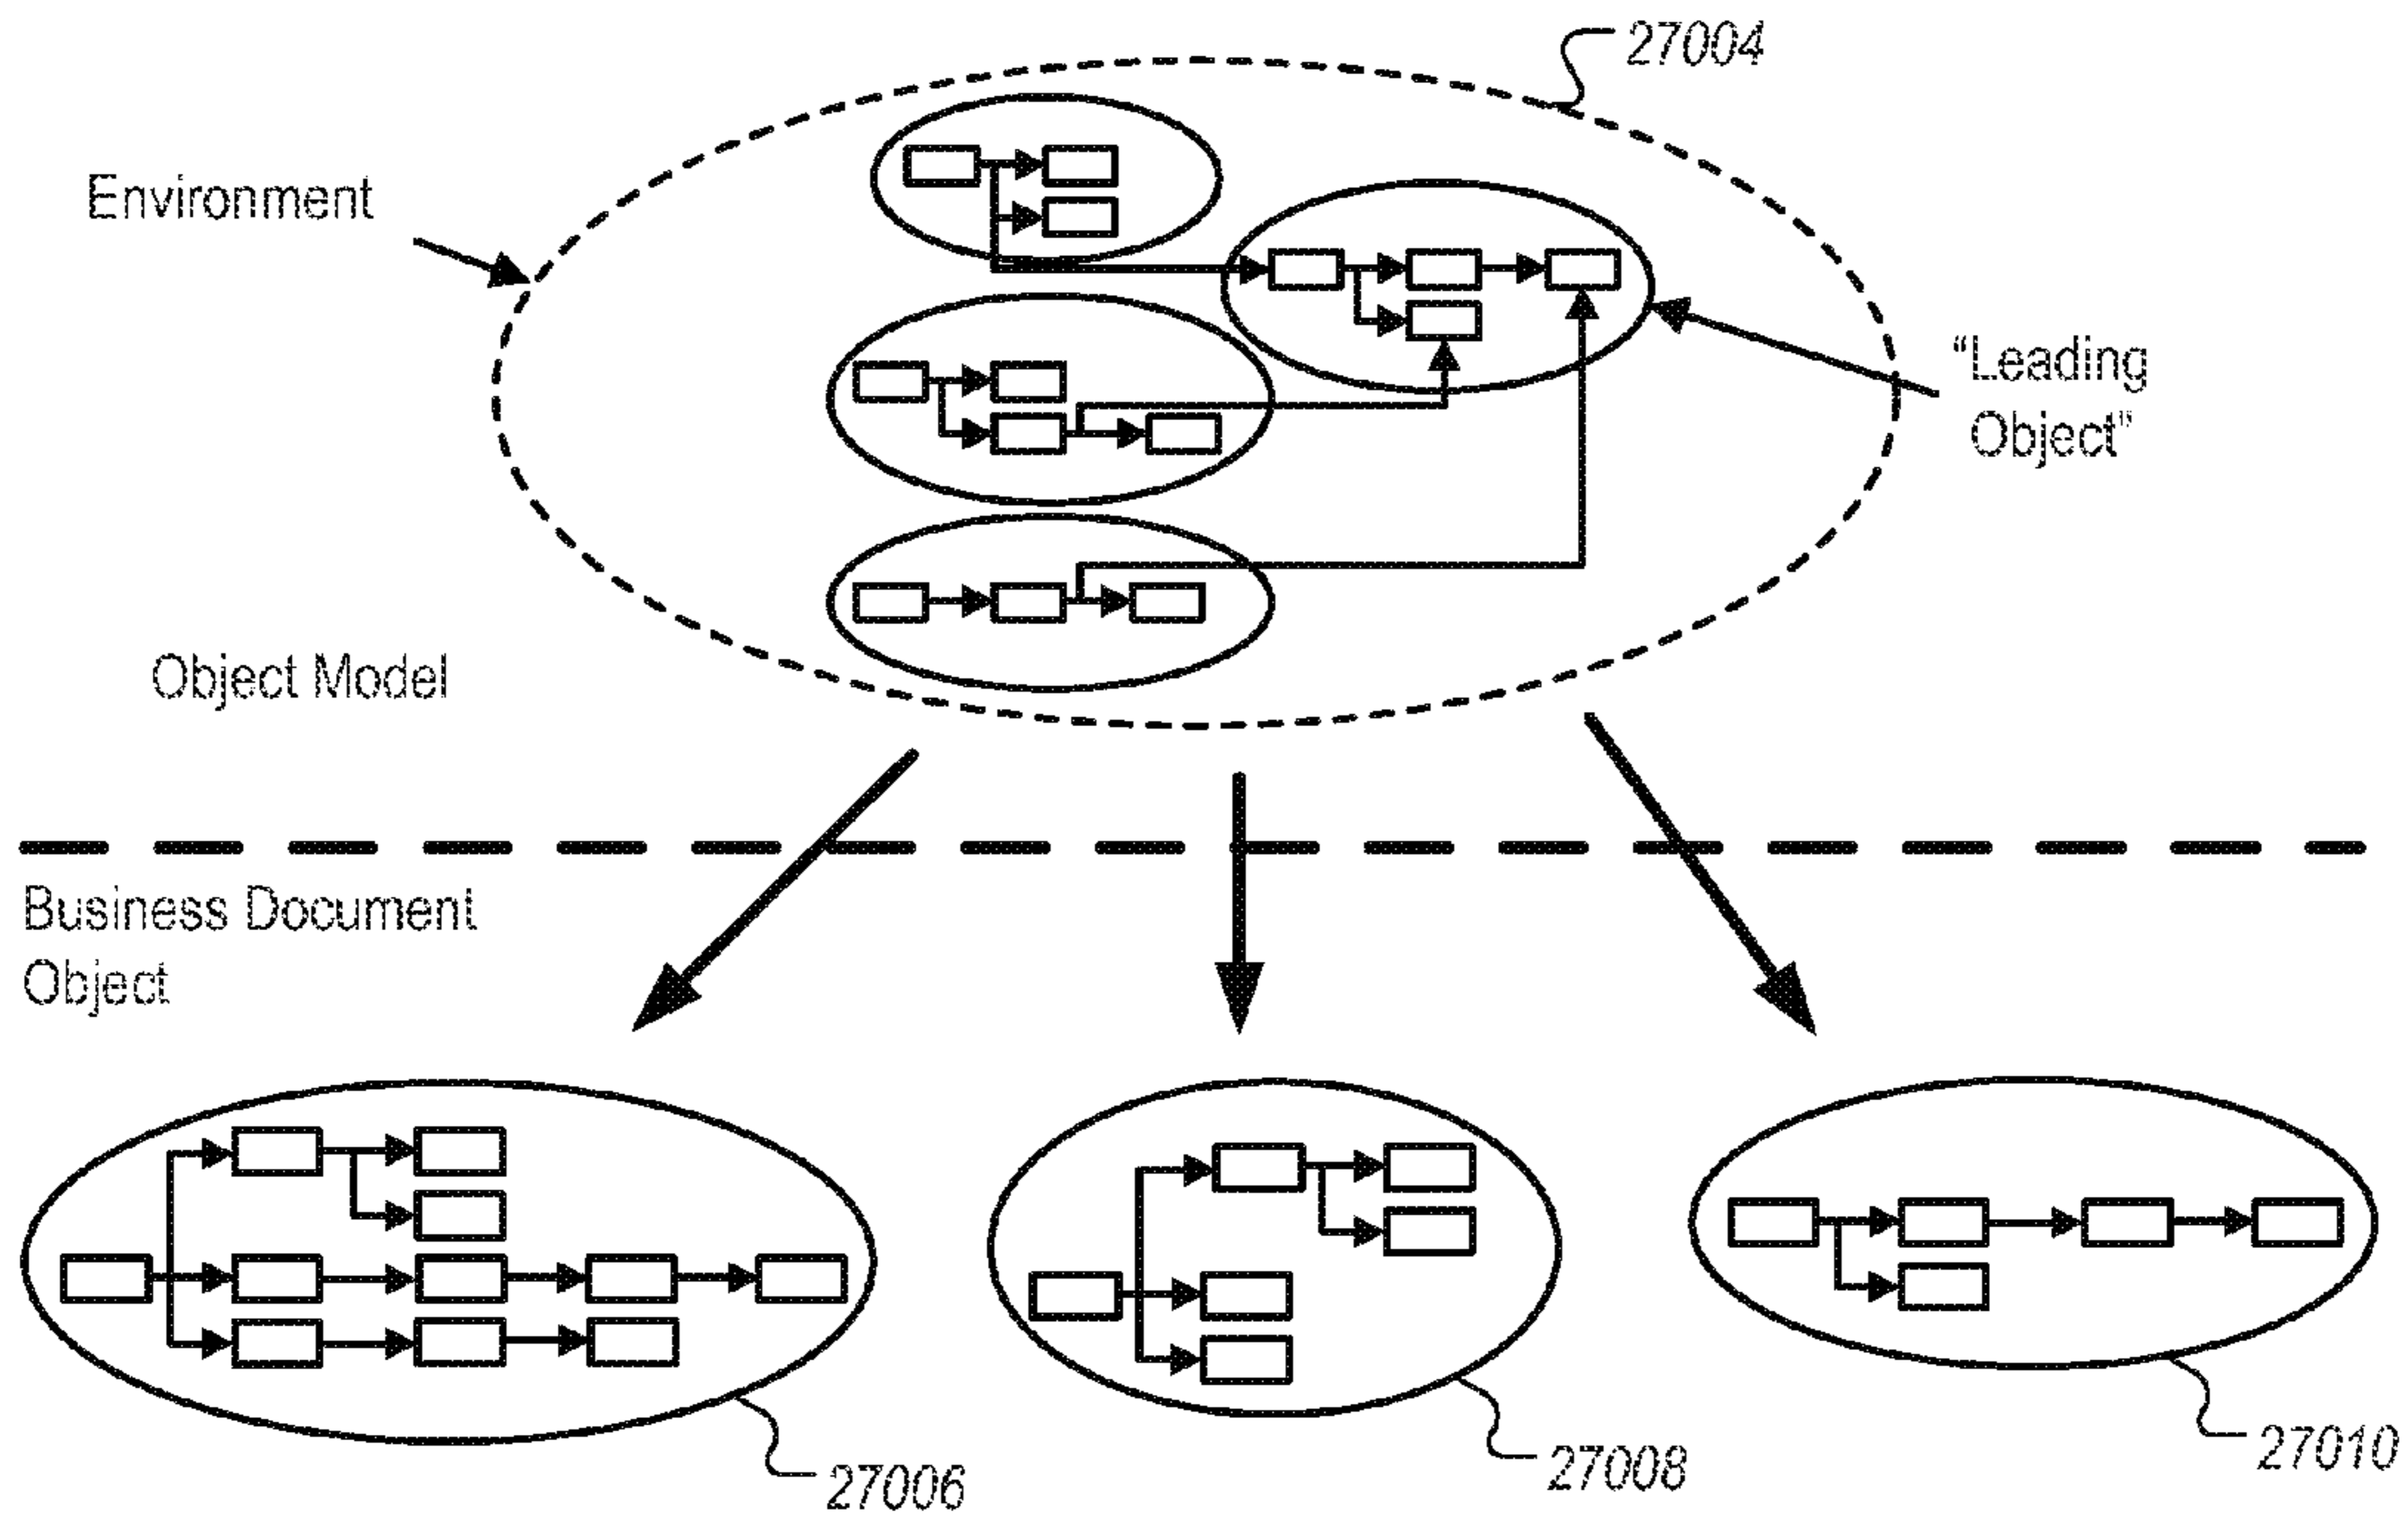 27004
Environment
“Leading
Object”
Object Model
Business Document
Object
27006
27008
27010